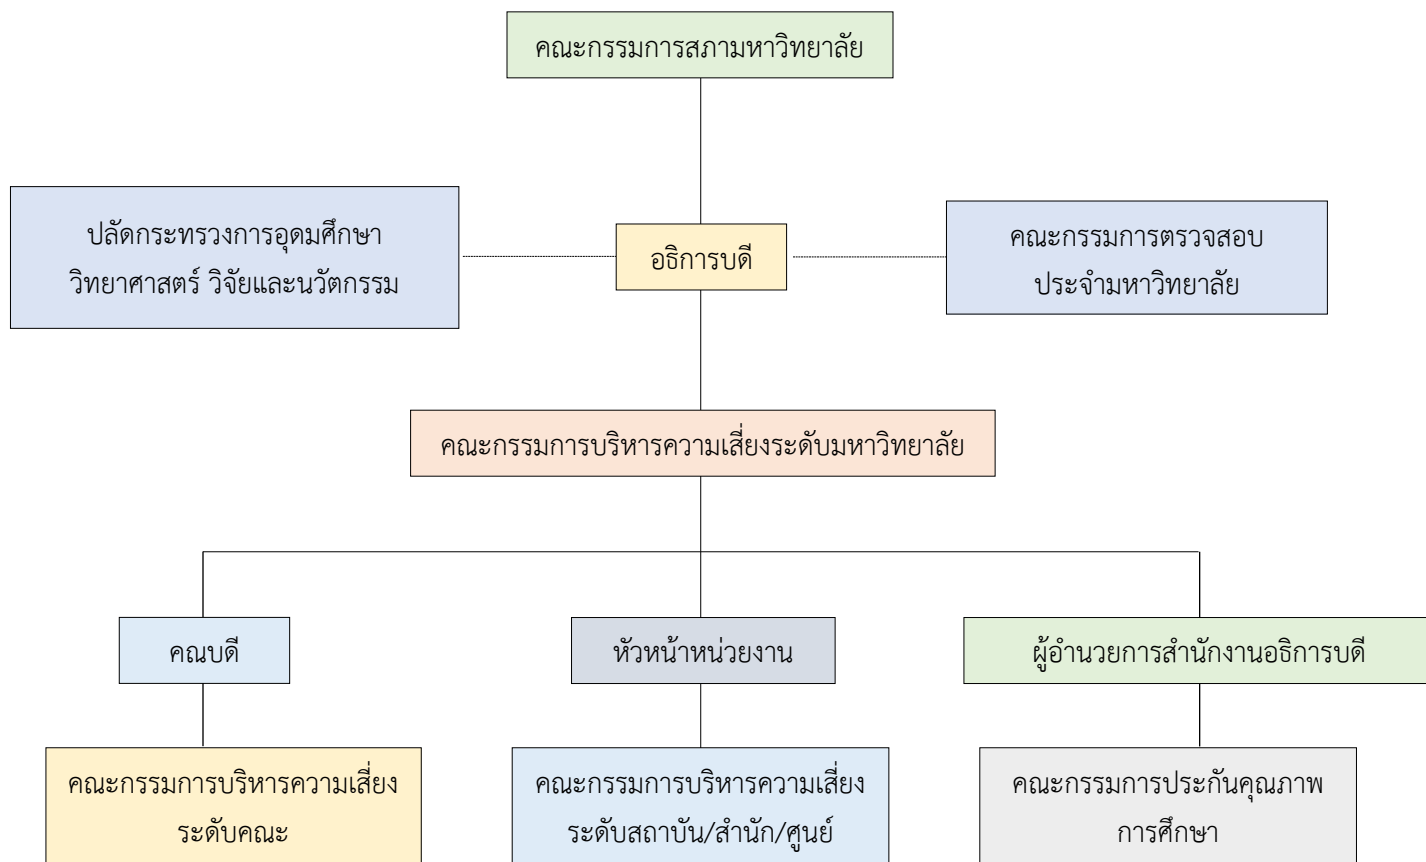 คณะกรรมการสภามหาวิทยาลัย
ปลัดกระทรวงการอุดมศึกษา
วิทยาศาสตร์ วิจัยและนวัตกรรม
อธิการบดี
คณะกรรมการตรวจสอบ
ประจำมหาวิทยาลัย
คณะกรรมการบริหารความเสี่ยงระดับมหาวิทยาลัย
คณบดี
หัวหน้าหน่วยงาน
ผู้อำนวยการสำนักงานอธิการบดี
คณะกรรมการบริหารความเสี่ยง
ระดับคณะ
คณะกรรมการบริหารความเสี่ยง
ระดับสถาบัน/สำนัก/ศูนย์
คณะกรรมการประกันคุณภาพ
การศึกษา